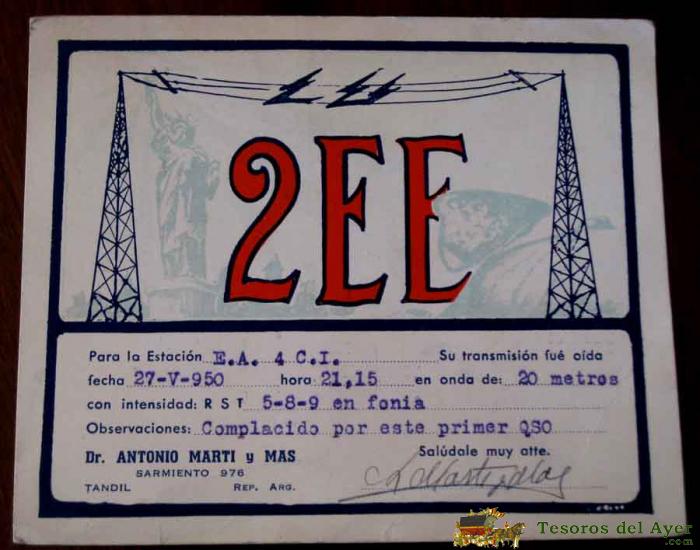 LU
2EE
Para la Estación E.A. 4 C.I. Su transmisión fué oída
fecha 27-V-950 hora 21,15 en onda de: 20 metros
con intensidad: R S T 5-8-9 en fonia
Observaciones: Complacido por este primer QSO
Dr. ANTONIO MARTI y MAS Salúdale muy atte.
SARMIENTO 976
TANDIL REP. ARG.
Tesoros del Ayer
.com